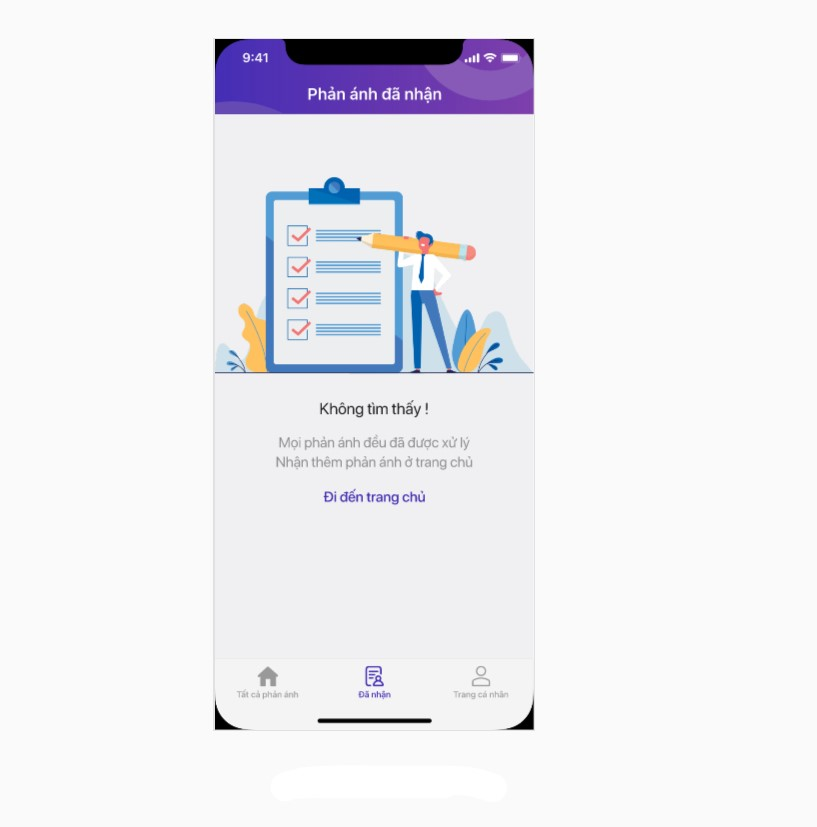 9:41
Phản ánh đã nhận
Không tìm thấy !
Mọi phản ánh đều đã được xử lý
Nhận thêm phản ánh ở trang chủ
Đi đến trang chủ
Tất cả phản ánh
Đã nhận
Trang cá nhân